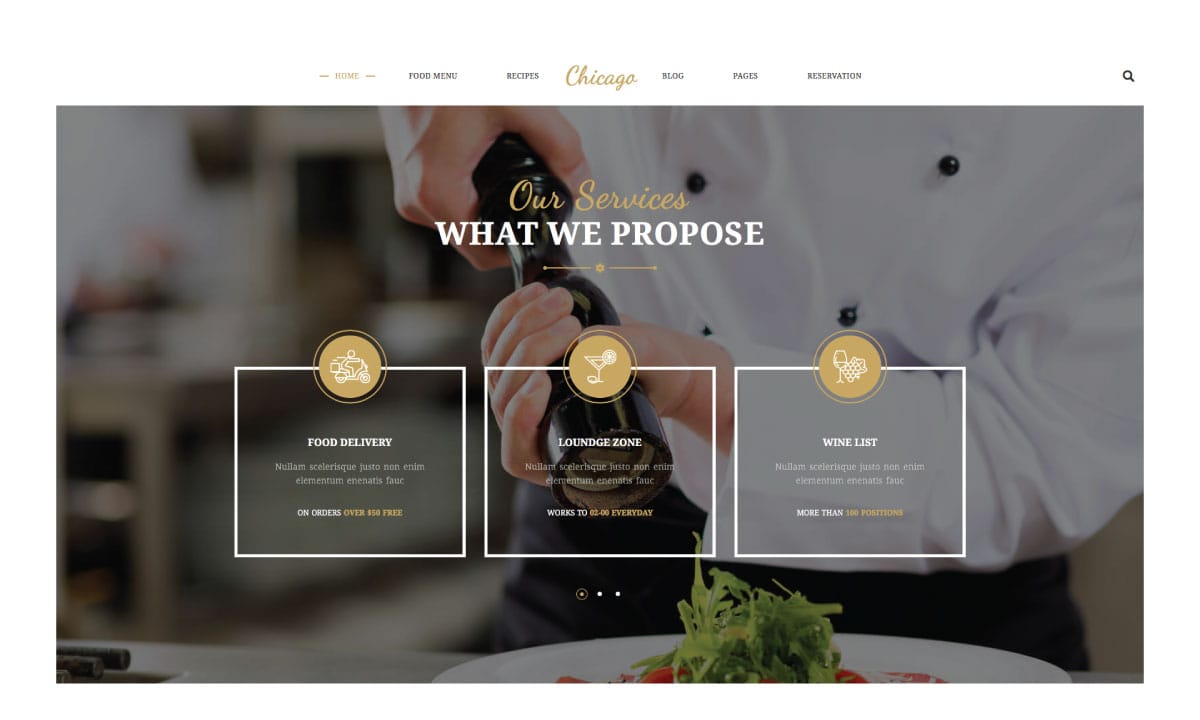 HOME FOOD MENU RECIPES Chicago BLOG PAGES RESERVATION
Our Services
WHAT WE PROPOSE
FOOD DELIVERY
Nullam scelerisque justo non enim
elementum enenatis fauc
ON ORDERS OVER $50 FREE
LOUNDGE ZONE
Nullam scelerisque justo non enim
elementum enenatis fauc
WORKS TO 02-00 EVERYDAY
WINE LIST
Nullam scelerisque justo non enim
elementum enenatis fauc
MORE THAN 100 POSITIONS